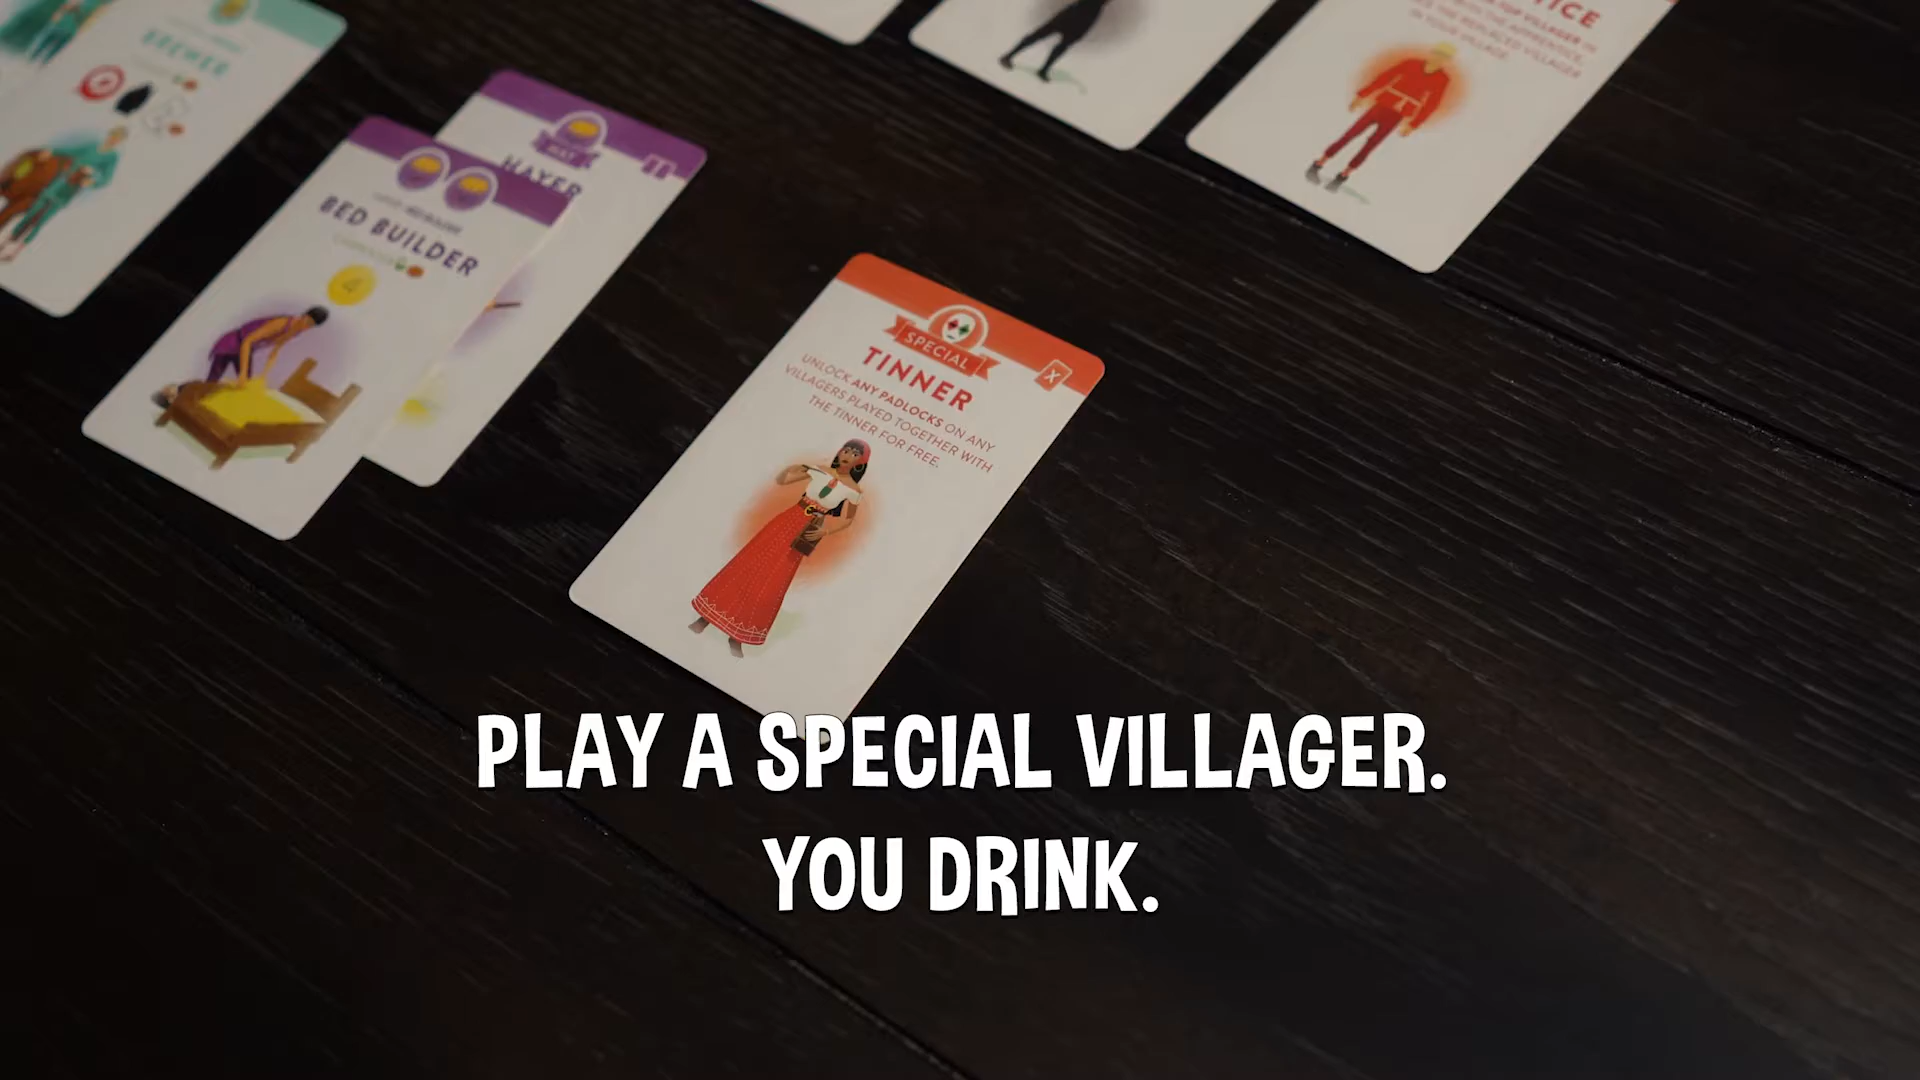 BREWER
HAYER
BED BUILDER
4
SPECIAL
X
TINNER
UNLOCK ANY PADLOCKS ON ANY
VILLAGERS PLAYED TOGETHER WITH
THE TINNER FOR FREE.
PLAY A SPECIAL VILLAGER.
YOU DRINK.